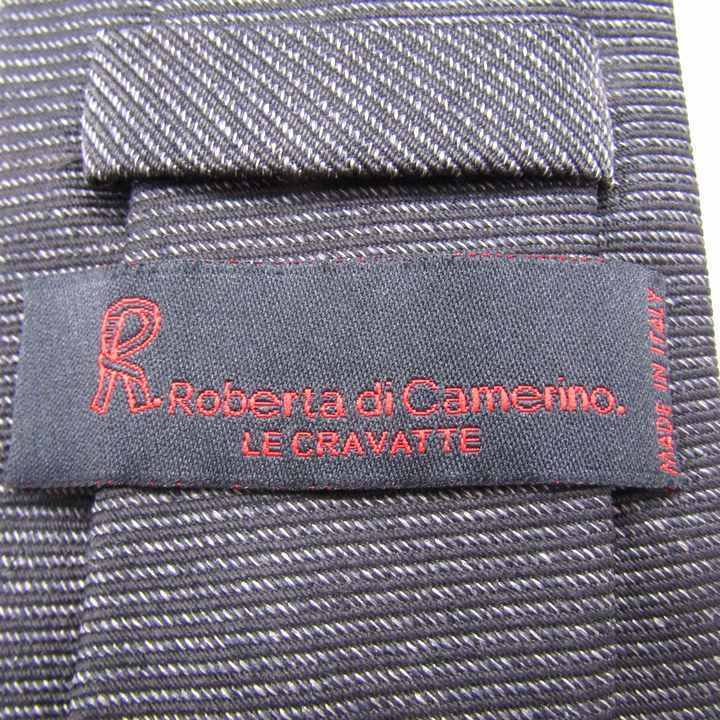 R.Roberta di Camerino.
LE CRAVATTE
MADE IN ITALY